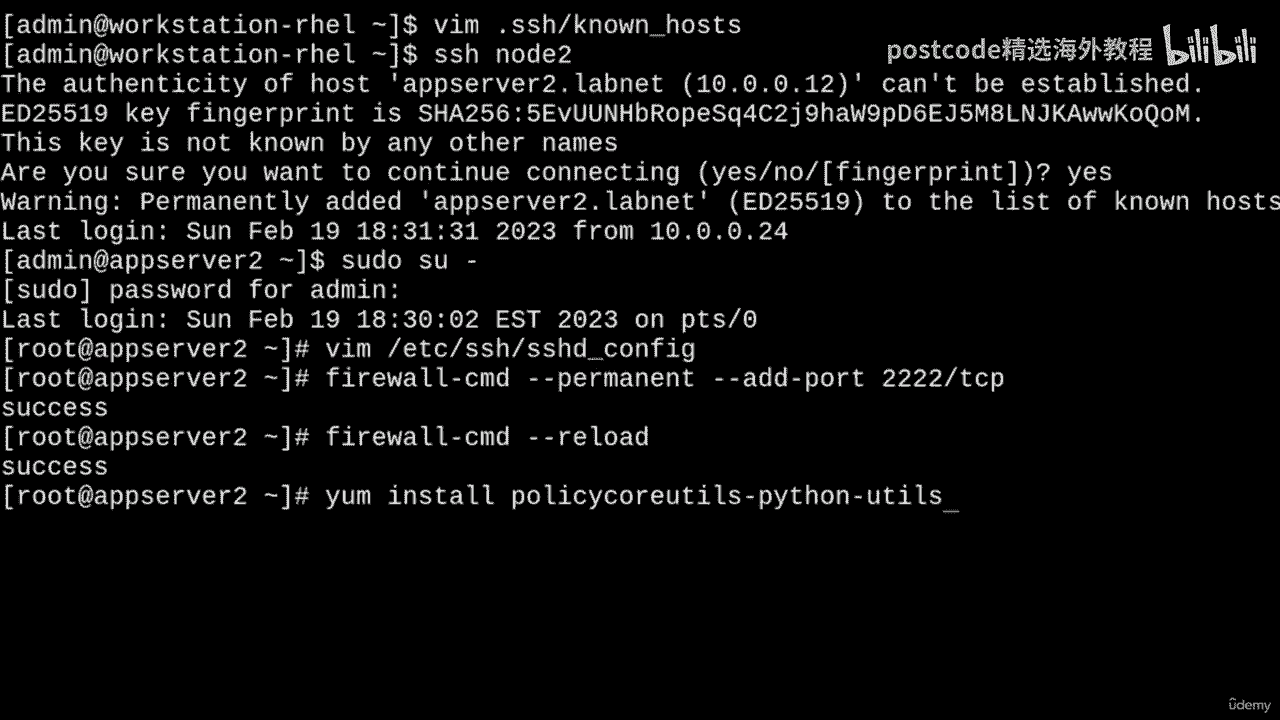 [admin@workstation-rhel ~]$ vim .ssh/known_hosts
[admin@workstation-rhel ~]$ ssh node2
postcode精选海外教程 bilibili
The authenticity of host 'appserver2.labnet (10.0.0.12)' can't be established.
ED25519 key fingerprint is SHA256:5EvUUNHbRopeSq4C2j9haW9pD6EJ5M8LNJKAwwKoQoM.
This key is not known by any other names
Are you sure you want to continue connecting (yes/no/[fingerprint])? yes
Warning: Permanently added 'appserver2.labnet' (ED25519) to the list of known hosts
Last login: Sun Feb 19 18:31:31 2023 from 10.0.0.24
[admin@appserver2 ~]$ sudo su -
[sudo] password for admin:
Last login: Sun Feb 19 18:30:02 EST 2023 on pts/0
[root@appserver2 ~]# vim /etc/ssh/sshd_config
[root@appserver2 ~]# firewall-cmd --permanent --add-port 2222/tcp
success
[root@appserver2 ~]# firewall-cmd --reload
success
[root@appserver2 ~]# yum install policycoreutils-python-utils_
ûdemy